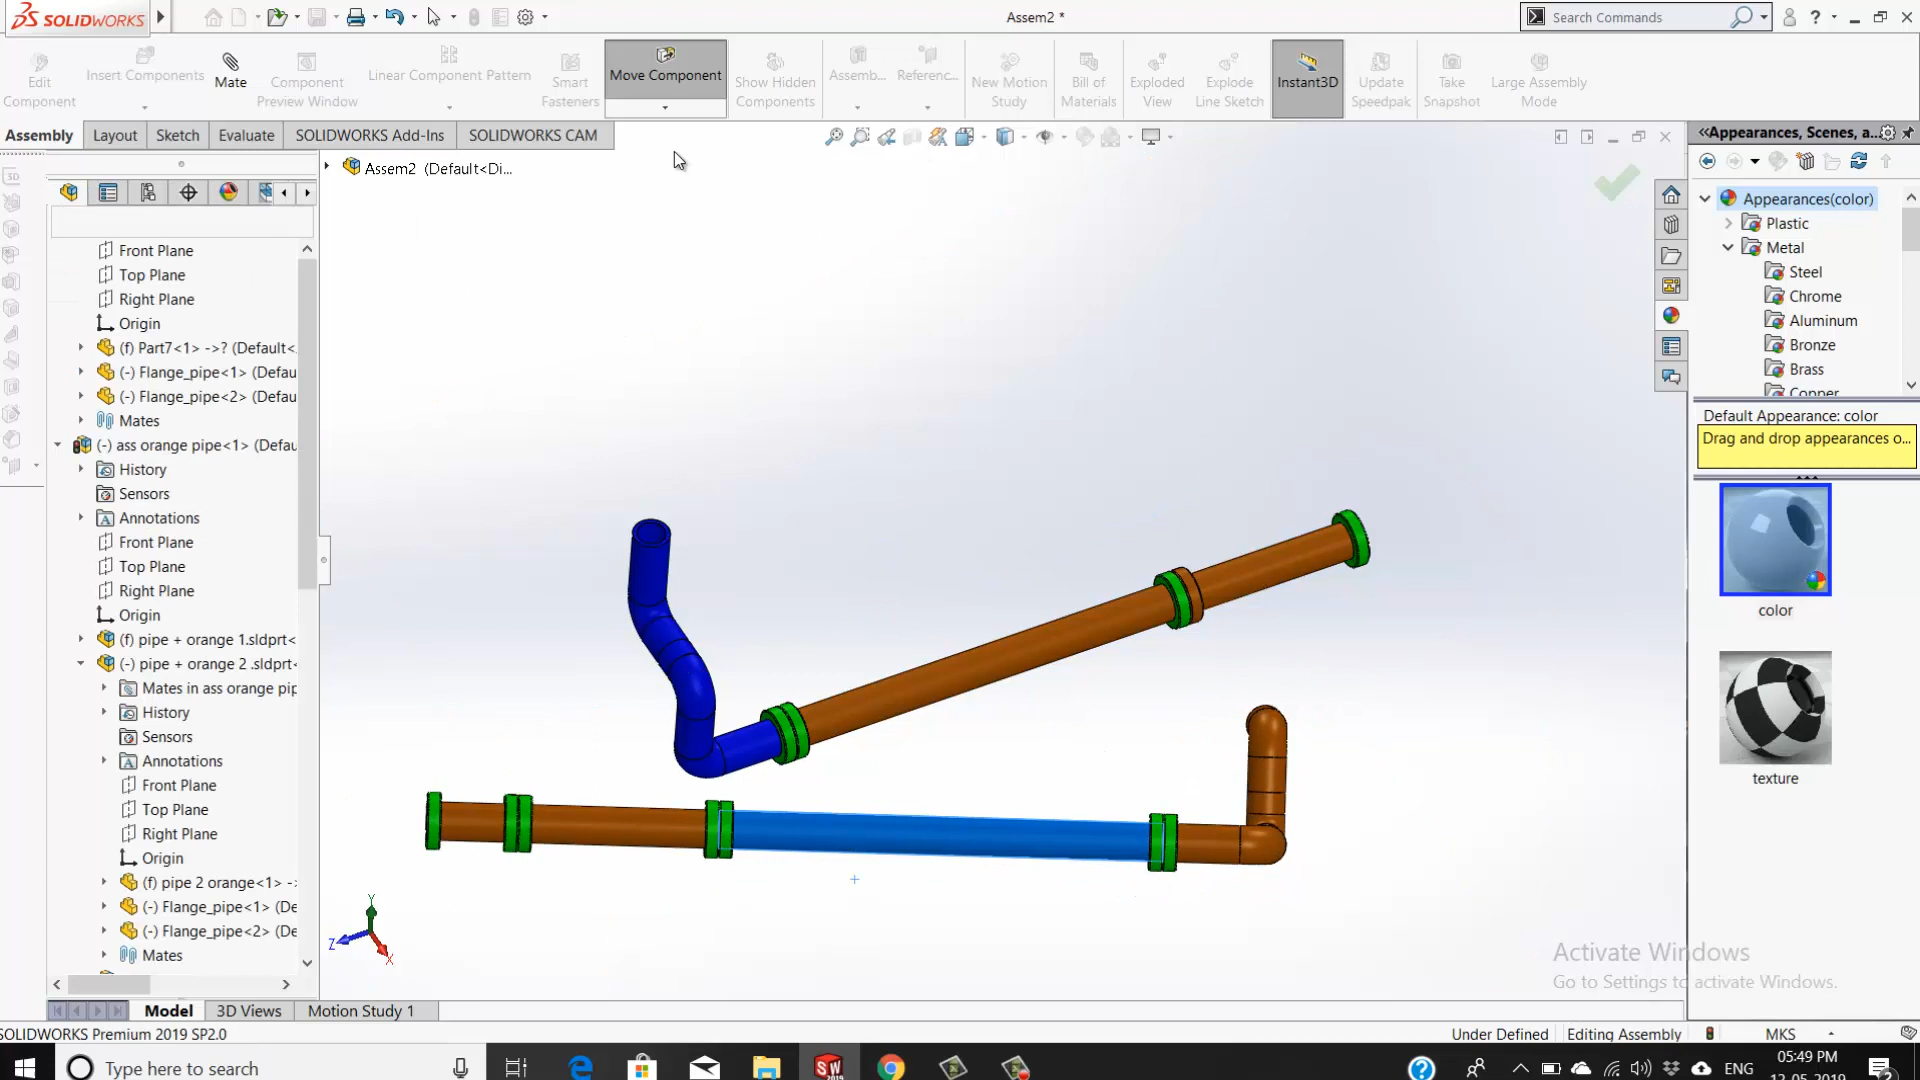 SOLIDWORKS
Assem2 *
Search Commands
Edit Component
Insert Components
Mate
Component Preview Window
Linear Component Pattern
Smart Fasteners
Move Component
Show Hidden Components
Assemb...
Referenc...
New Motion Study
Bill of Materials
Exploded View
Explode Line Sketch
Instant3D
Update Speedpak
Take Snapshot
Large Assembly Mode
Assembly
Layout
Sketch
Evaluate
SOLIDWORKS Add-Ins
SOLIDWORKS CAM
Assem2 (Default<Di...
Front Plane
Top Plane
Right Plane
Origin
(f) Part7<1> ->? (Default<
(-) Flange_pipe<1> (Defau
(-) Flange_pipe<2> (Defau
Mates
(-) ass orange pipe<1> (Defau
History
Sensors
Annotations
Front Plane
Top Plane
Right Plane
Origin
(f) pipe + orange 1.sldprt<
(-) pipe + orange 2 .sldprt<
Mates in ass orange pip
History
Sensors
Annotations
Front Plane
Top Plane
Right Plane
Origin
(f) pipe 2 orange<1> -:
(-) Flange_pipe<1> (De
(-) Flange_pipe<2> (De
Mates
Y
Z
X
«Appearances, Scenes, a...
Appearances(color)
Plastic
Metal
Steel
Chrome
Aluminum
Bronze
Brass
Copper
Default Appearance: color
Drag and drop appearances o...
color
texture
Activate Windows
Go to Settings to activate Windows.
Model
3D Views
Motion Study 1
SOLIDWORKS Premium 2019 SP2.0
Under Defined
Editing Assembly
MKS
Type here to search
ENG
05:49 PM
12-05-2019